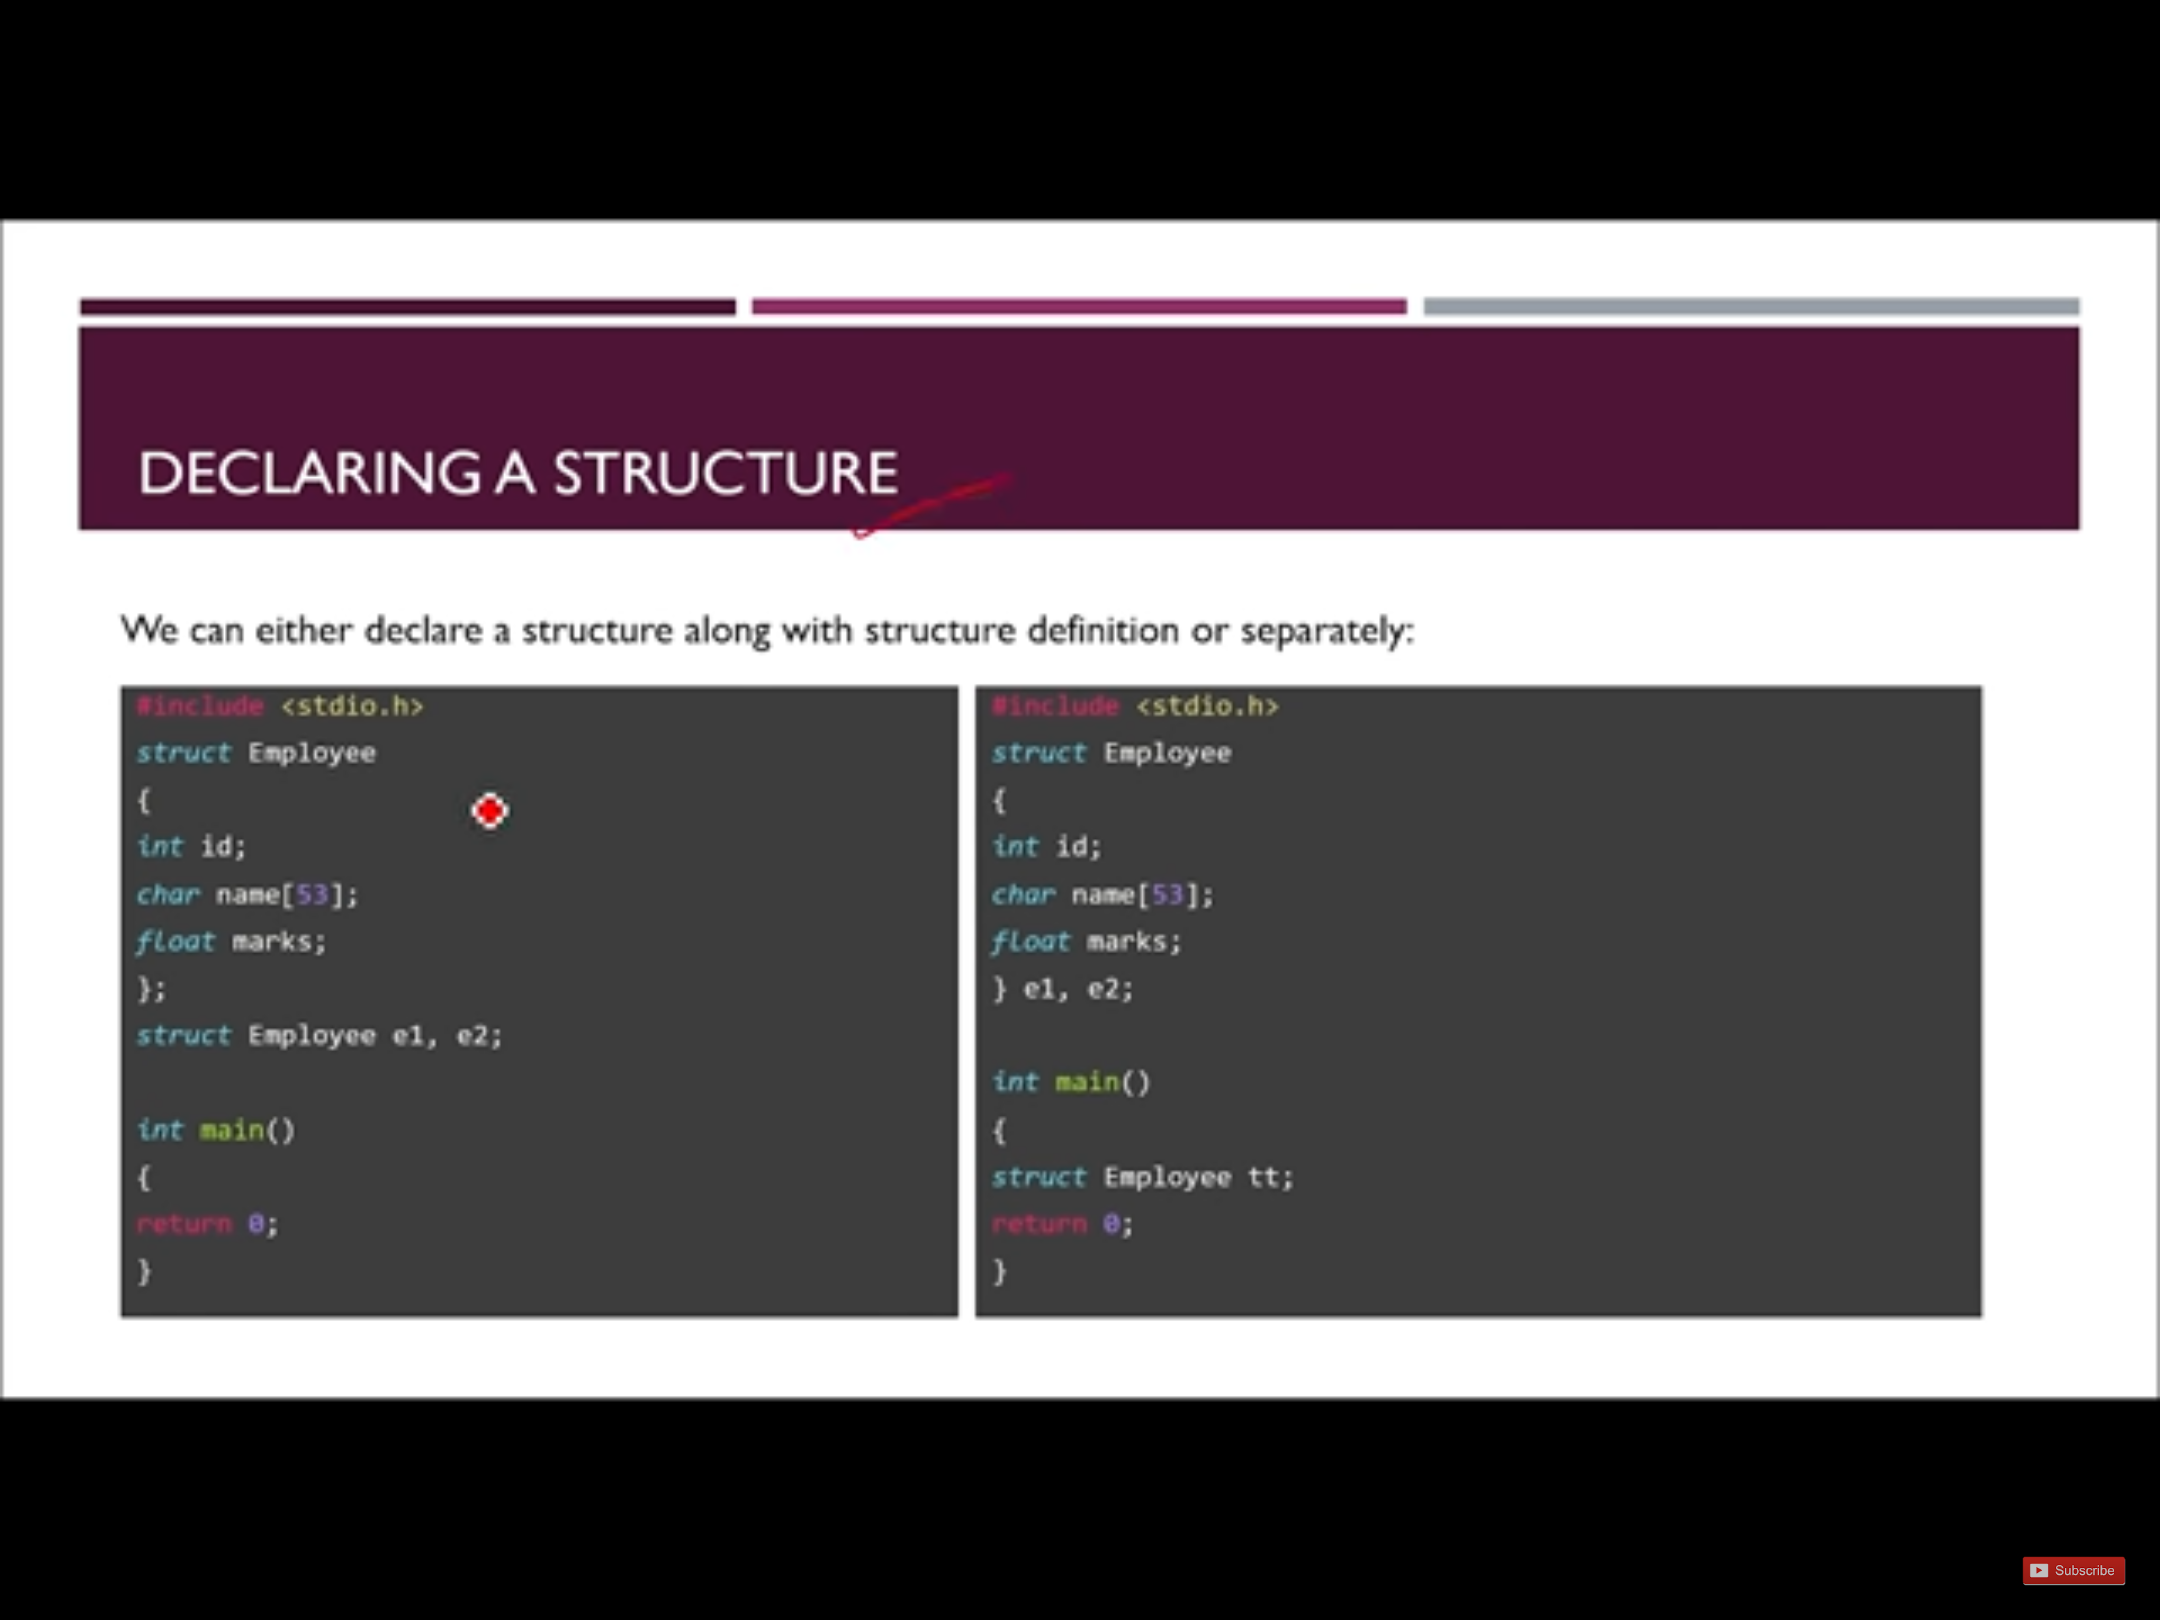 DECLARING A STRUCTURE
We can either declare a structure along with structure definition or separately:
#include <stdio.h>
struct Employee
{
int id;
char name[53];
float marks;
};
struct Employee e1, e2;
int main()
{
return 0;
}
#include <stdio.h>
struct Employee
{
int id;
char name[53];
float marks;
} e1, e2;
int main()
{
struct Employee tt;
return 0;
}
Subscribe